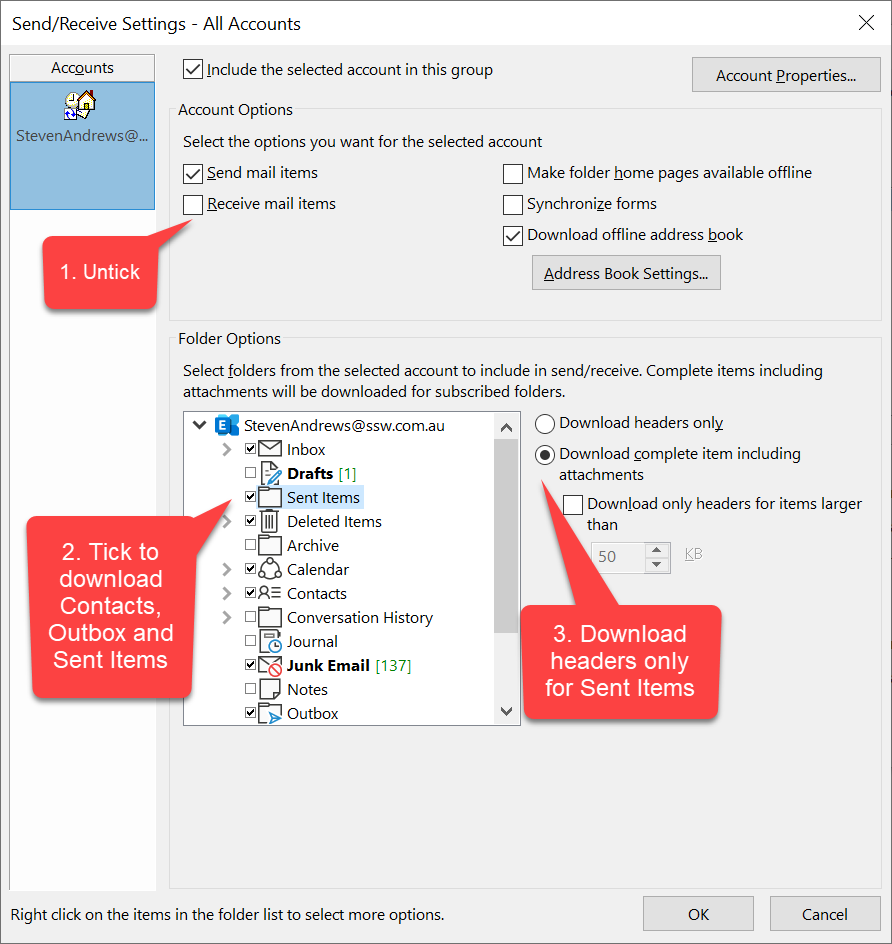 Send/Receive Settings - All Accounts
Accounts
StevenAndrews@...
Include the selected account in this group
Account Properties...
Account Options
Select the options you want for the selected account
Send mail items
Make folder home pages available offline
Receive mail items
Synchronize forms
Download offline address book
Address Book Settings...
1. Untick
Folder Options
Select folders from the selected account to include in send/receive. Complete items including
attachments will be downloaded for subscribed folders.
StevenAndrews@ssw.com.au
Inbox
Drafts [1]
Sent Items
Deleted Items
Archive
Calendar
Contacts
Conversation History
Journal
Junk Email [137]
Notes
Outbox
Download headers only
Download complete item including
attachments
Download only headers for items larger
than
50
KB
2. Tick to
download
Contacts,
Outbox and
Sent Items
3. Download
headers only
for Sent Items
Right click on the items in the folder list to select more options.
OK
Cancel